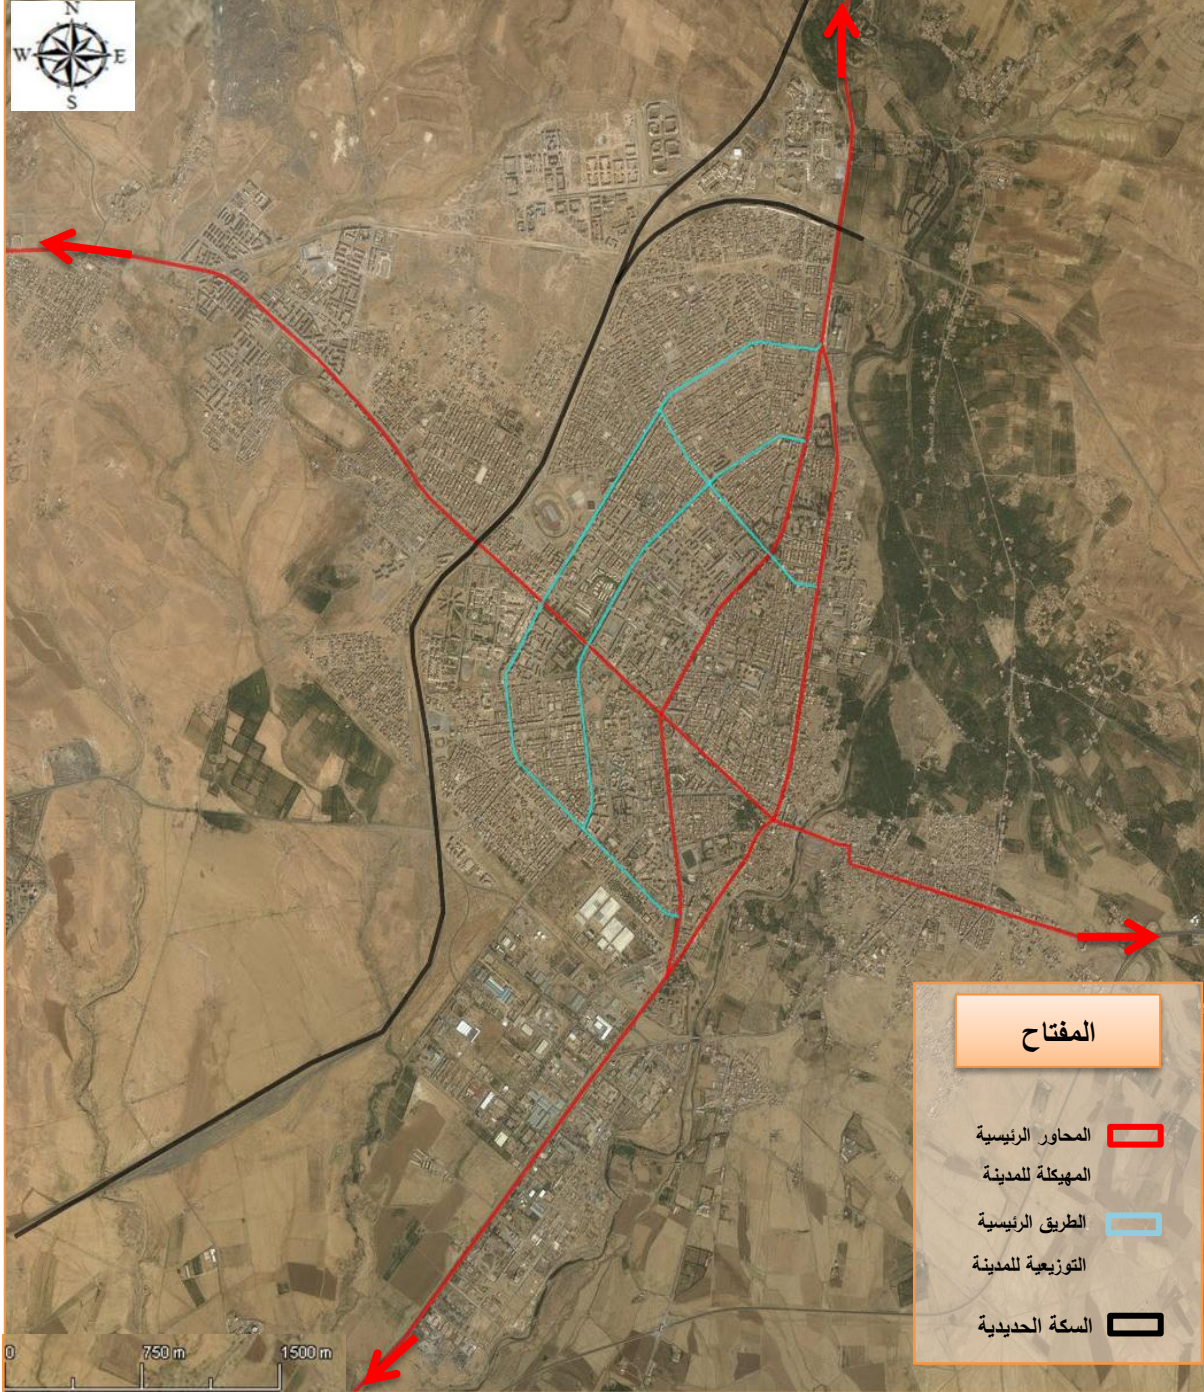 N
W E
S
المفتاح
المحاور الرئيسية
المهيكلة للمدينة
الطريق الرئيسية
التوزيعية للمدينة
السكة الحديدية
0 750 m 1500 m